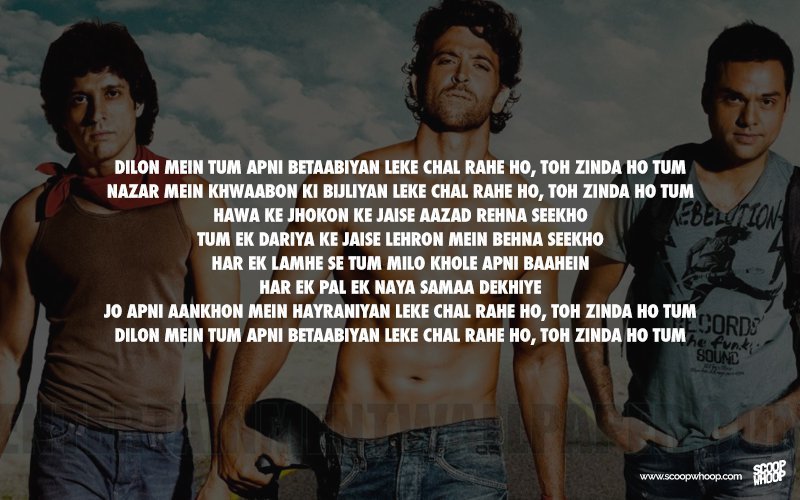 DILON MEIN TUM APNI BETAABIYAN LEKE CHAL RAHE HO, TOH ZINDA HO TUM
NAZAR MEIN KHWAABON KI BIJLIYAN LEKE CHAL RAHE HO, TOH ZINDA HO TUM
HAWA KE JHOKON KE JAISE AAZAD REHNA SEEKHO
TUM EK DARIYA KE JAISE LEHRON MEIN BEHNA SEEKHO
HAR EK LAMHE SE TUM MILO KHOLE APNI BAAHEIN
HAR EK PAL EK NAYA SAMAA DEKHIYE
JO APNI AANKHON MEIN HAYRANIYAN LEKE CHAL RAHE HO, TOH ZINDA HO TUM
DILON MEIN TUM APNI BETAABIYAN LEKE CHAL RAHE HO, TOH ZINDA HO TUM
REBELUTION
RECORDS
the funky
SOUND
www.scoopwhoop.com
SCOOP
WHOOP